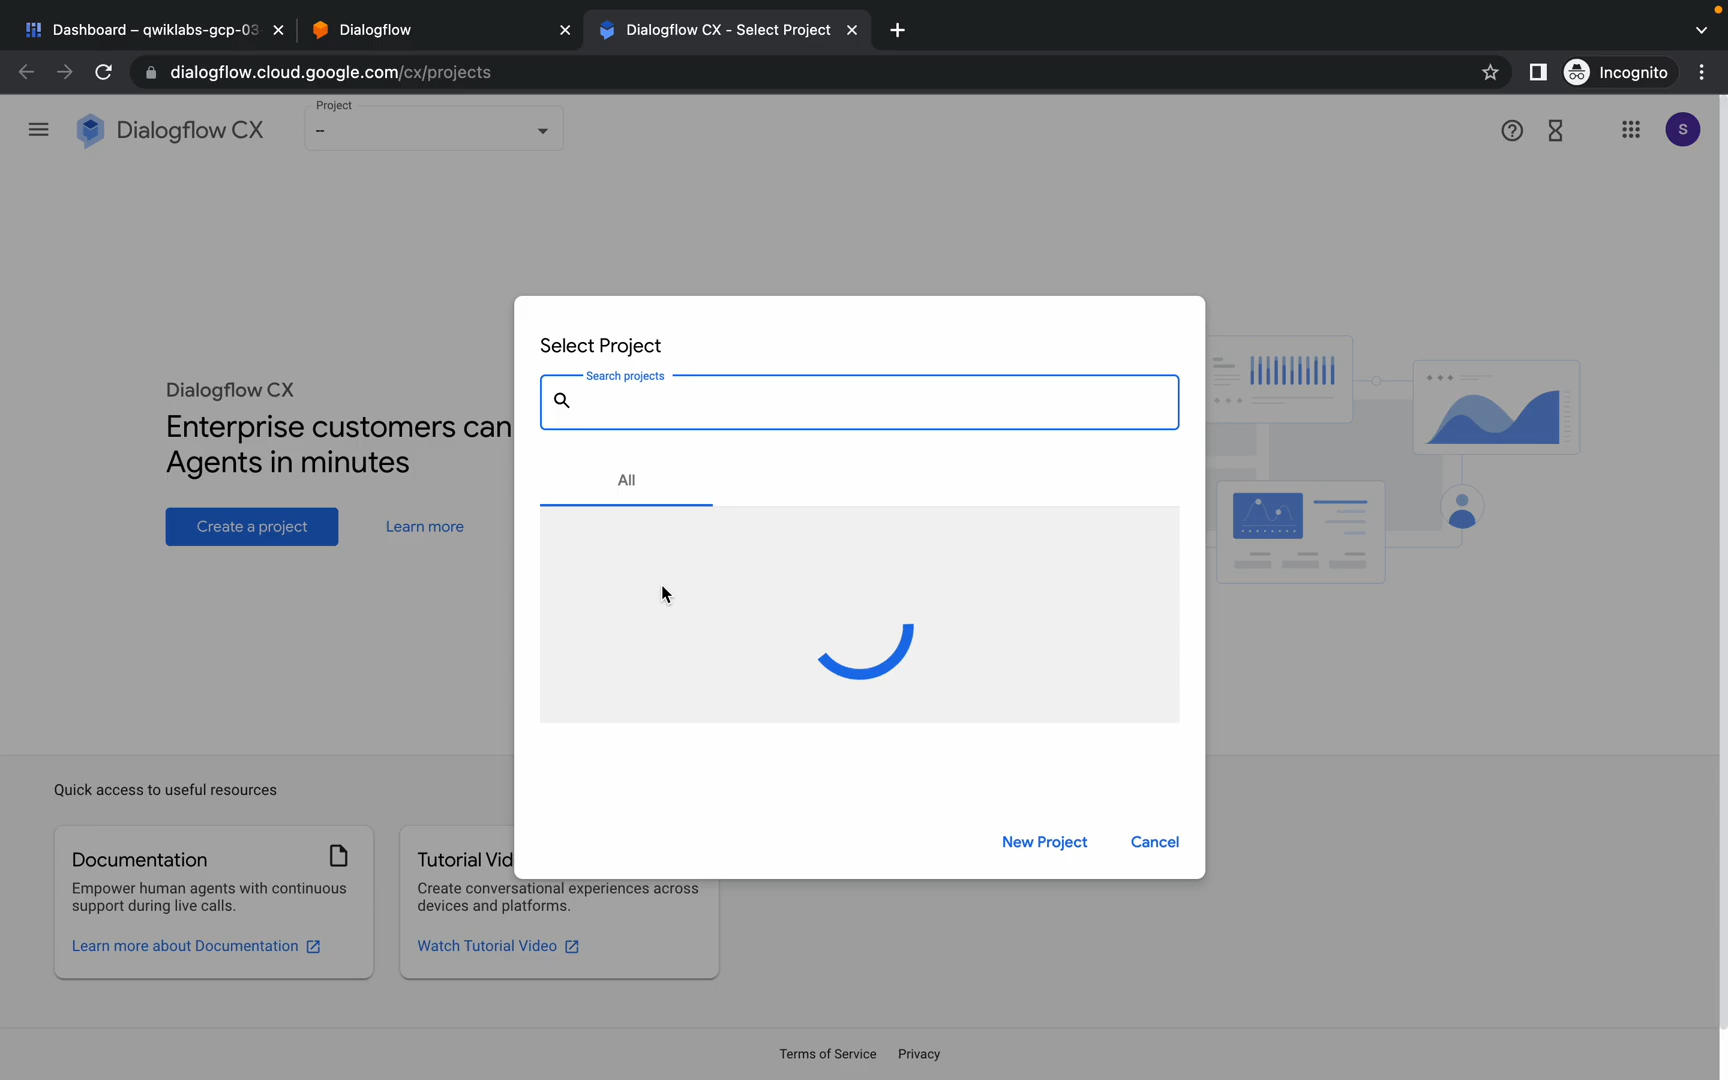 Dashboard – qwiklabs-gcp-03
Dialogflow
Dialogflow CX - Select Project
dialogflow.cloud.google.com/cx/projects
Incognito
Dialogflow CX
Project
--
S
Dialogflow CX
Enterprise customers can
Agents in minutes
Create a project
Learn more
Select Project
Search projects
All
New Project
Cancel
Quick access to useful resources
Documentation
Empower human agents with continuous
support during live calls.
Learn more about Documentation
Tutorial Vid
Create conversational experiences across
devices and platforms.
Watch Tutorial Video
Terms of Service
Privacy